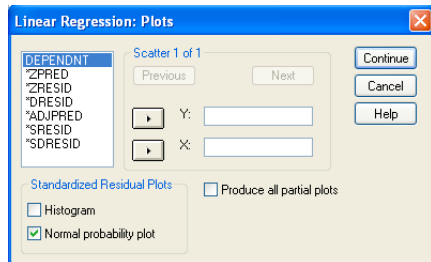 Linear Regression: Plots
DEPENDNT
*ZPRED
*ZRESID
*DRESID
*ADJPRED
*SRESID
*SDRESID
Scatter 1 of 1
Previous Next
Y:
X:
Continue
Cancel
Help
Standardized Residual Plots
Histogram
Normal probability plot
Produce all partial plots